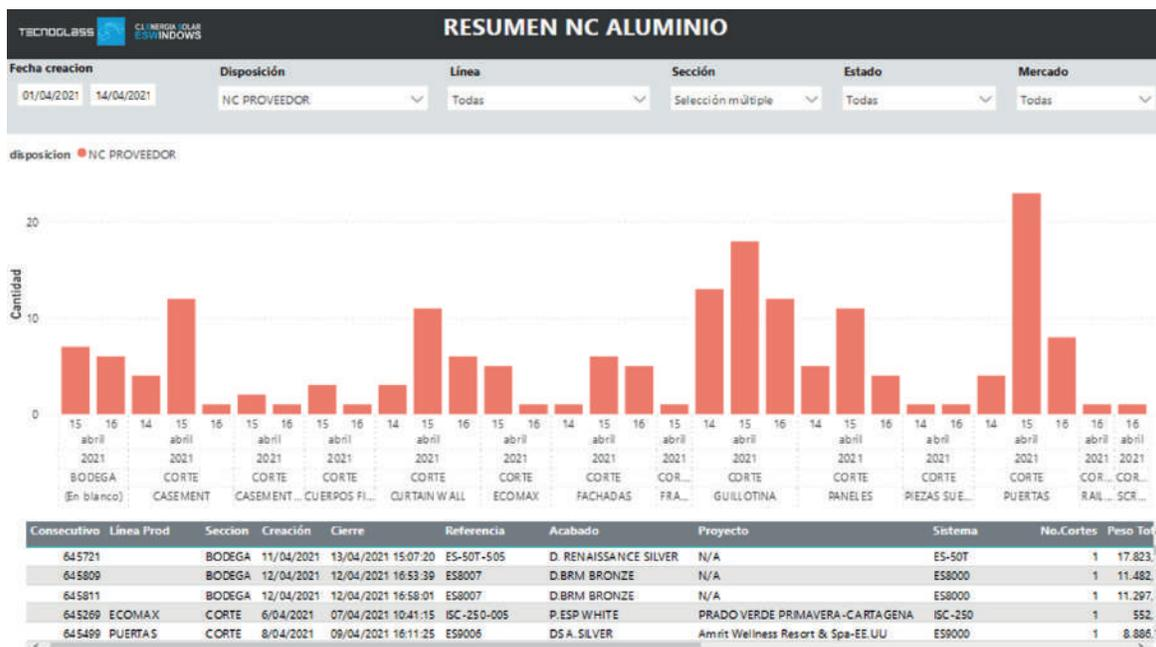 TECNOGLASS C.I. ENERGIA SOLAR ESWINDOWS RESUMEN NC ALUMINIO
Fecha creacion Disposición Línea Sección Estado Mercado
01/04/2021 14/04/2021 NC PROVEEDOR Todas Selección múltiple Todas Todas
disposicion NC PROVEEDOR
Cantidad
20
10
0
15 16 14 15 16 15 16 15 16 14 15 16 15 16 14 15 16 15 14 15 16 14 15 16 14 16 14 15 16 16 16
abril abril abril abril abril abril abril abril abril abril abril abril abril abril
2021 2021 2021 2021 2021 2021 2021 2021 2021 2021 2021 2021 2021 2021
BODEGA CORTE CORTE CORTE CORTE CORTE CORTE COR... CORTE CORTE CORTE CORTE COR... COR...
(En blanco) CASEMENT CASEMENT... CUERPOS FI... CURTAIN WALL ECOMAX FACHADAS FRA... GUILLOTINA PANELES PIEZAS SUE... PUERTAS RAIL... SCR...
Consecutivo Línea Prod Seccion Creación Cierre Referencia Acabado Proyecto Sistema No.Cortes Peso Tot
645721 BODEGA 11/04/2021 13/04/2021 15:07:20 ES-50T-505 D. RENAISSANCE SILVER N/A ES-50T 1 17.823,
645809 BODEGA 12/04/2021 12/04/2021 16:53:39 ES8007 D.BRM BRONZE N/A ES8000 1 11.482,
645811 BODEGA 12/04/2021 12/04/2021 16:58:01 ES8007 D.BRM BRONZE N/A ES8000 1 11.297,
645269 ECOMAX CORTE 6/04/2021 07/04/2021 10:41:15 ISC-250-005 P.ESP WHITE PRADO VERDE PRIMAVERA-CARTAGENA ISC-250 1 552,
645499 PUERTAS CORTE 8/04/2021 09/04/2021 16:11:25 ES9006 DS A. SILVER Amrit Wellness Resort & Spa-EE.UU ES9000 1 8.886,